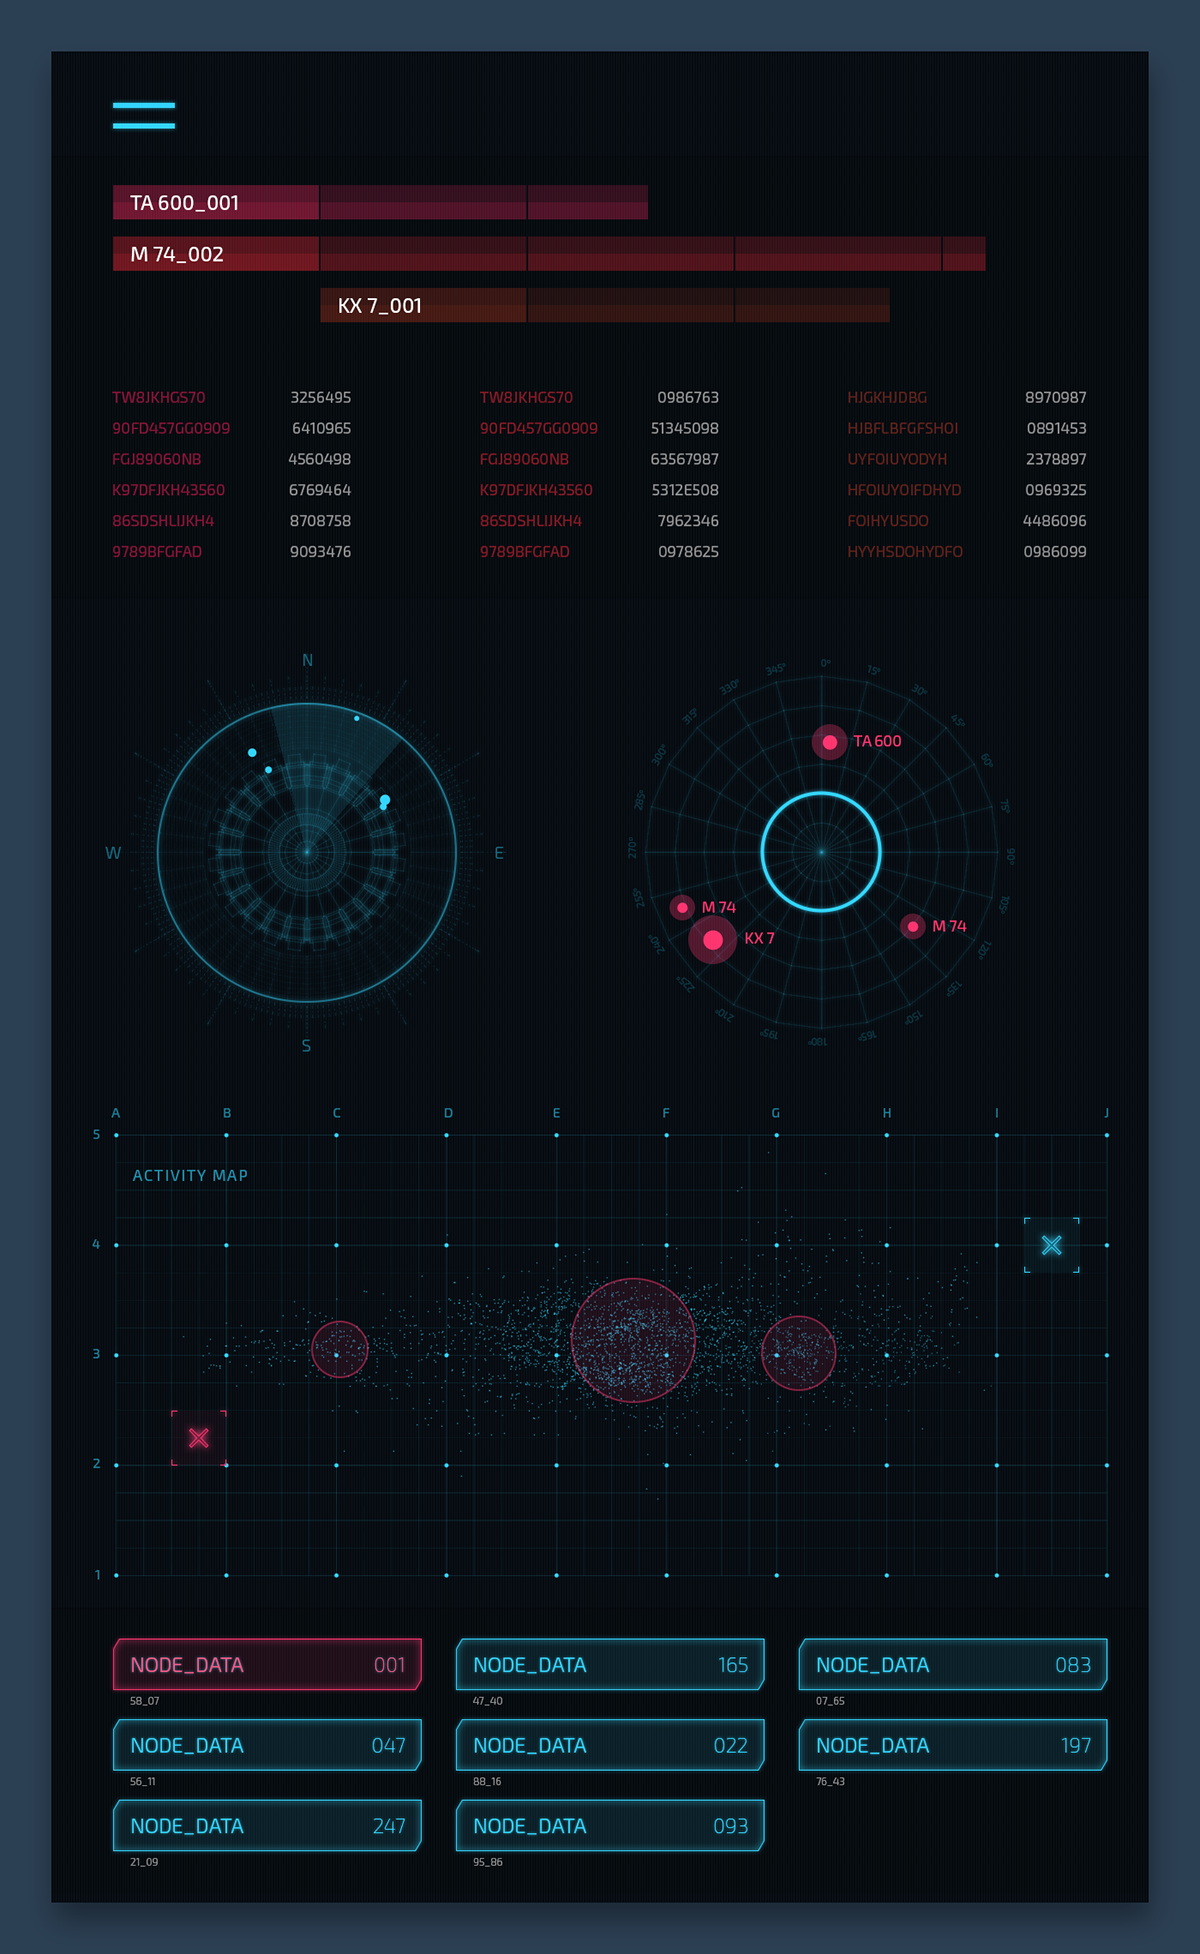 TA 600_001
M 74_002
KX 7_001
TW8JKHGS70 3256495 TW8JKHGS70 0986763 HJGKHJDBG 8970987
90FD457GG0909 6410965 90FD457GG0909 51345098 HJBFLBFGFSHOI 0891453
FGJ89060NB 4560498 FGJ89060NB 63567987 UYFOIUYODYH 2378897
K97DFJKH43560 6769464 K97DFJKH43560 5312E508 HFOIUYOIFDHYD 0969325
865DSHLIJKH4 8708758 865DSHLIJKH4 7962346 FOIHYUSDO 4486096
9789BFGFAD 9093476 9789BFGFAD 0978625 HYYHSDOHYDFO 0986099
N
W
E
S
0°
15°
30°
45°
60°
75°
90°
105°
120°
135°
150°
165°
180°
195°
210°
225°
240°
255°
270°
285°
300°
315°
330°
345°
TA 600
M 74
KX 7
M 74
A B C D E F G H I J
5
ACTIVITY MAP
4
3
2
1
NODE_DATA 001 NODE_DATA 165 NODE_DATA 083
58_07 47_40 07_65
NODE_DATA 047 NODE_DATA 022 NODE_DATA 197
56_11 88_16 76_43
NODE_DATA 247 NODE_DATA 093
21_09 95_86